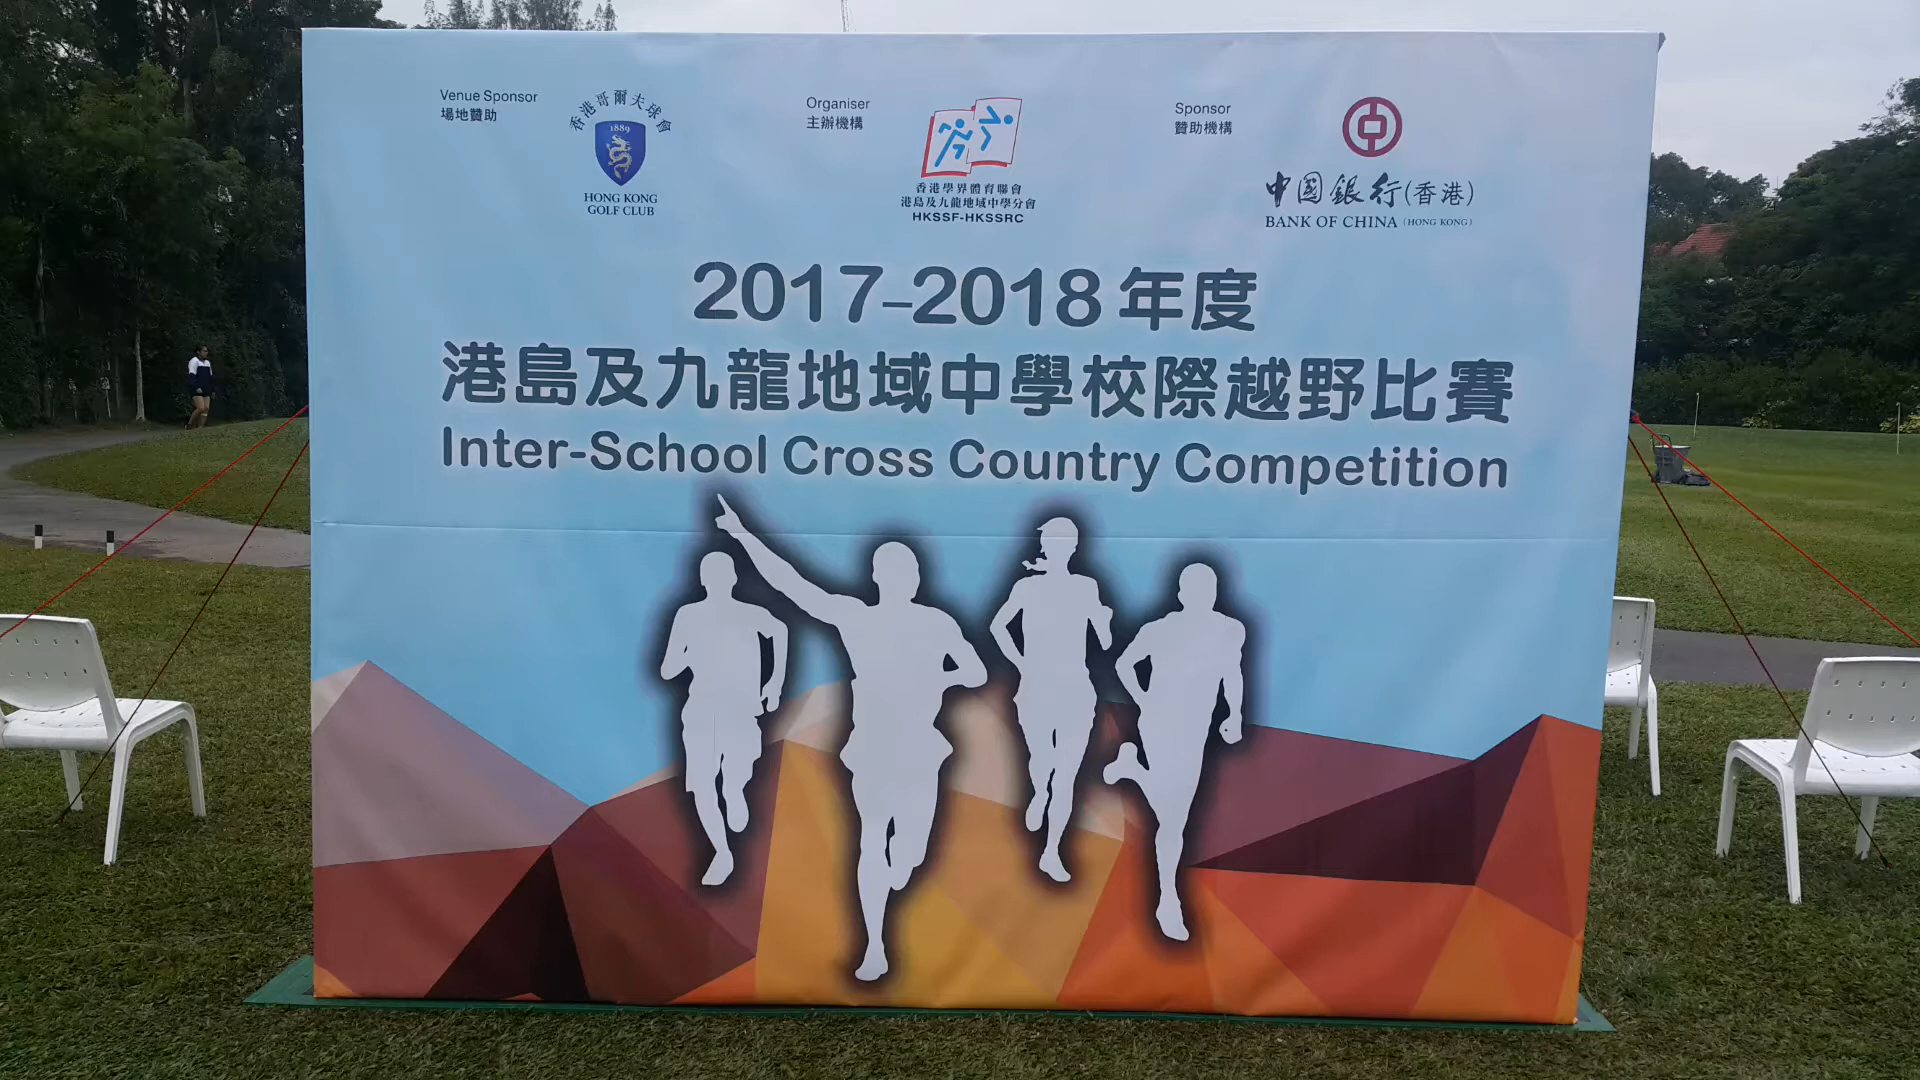 Venue Sponsor
場地贊助
香港哥爾夫球會
1889
HONG KONG
GOLF CLUB
Organiser
主辦機構
香港學界體育聯會
港島及九龍地域中學分會
HKSSF-HKSSRC
Sponsor
贊助機構
中國銀行(香港)
BANK OF CHINA (HONG KONG)
2017-2018年度
港島及九龍地域中學校際越野比賽
Inter-School Cross Country Competition